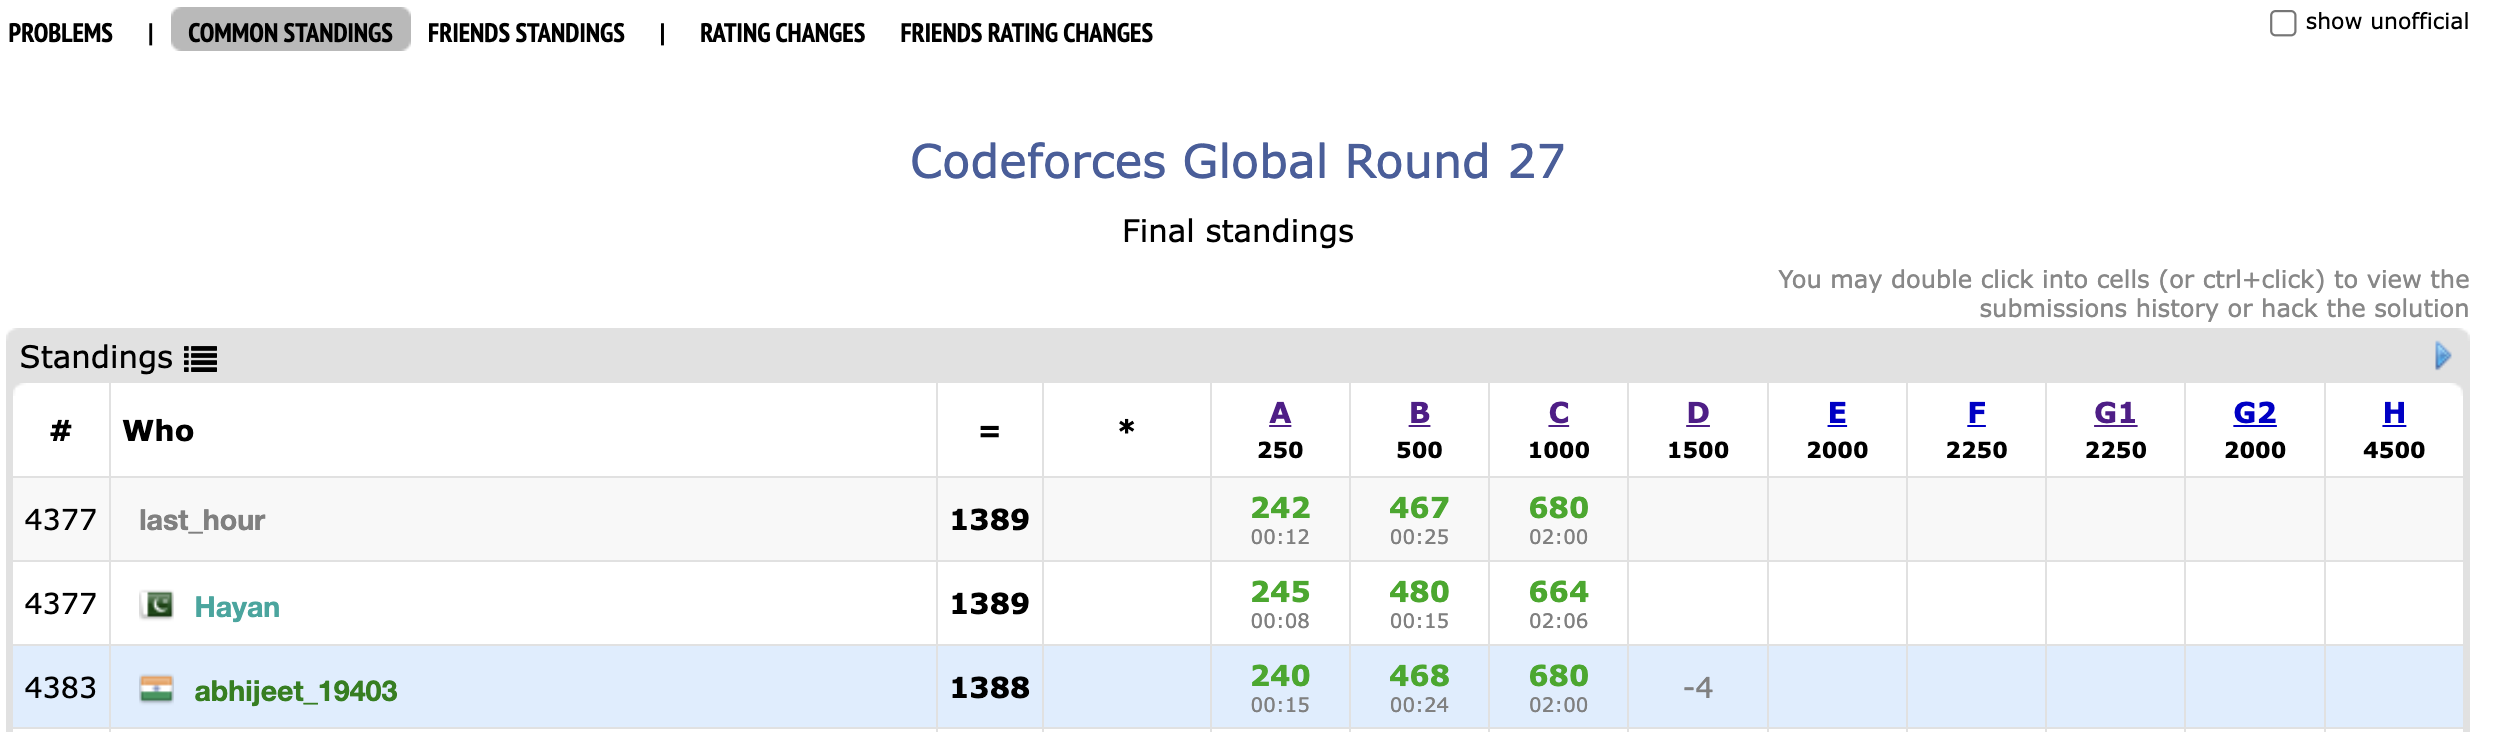 PROBLEMS | COMMON STANDINGS FRIENDS STANDINGS | RATING CHANGES FRIENDS RATING CHANGES show unofficial
Codeforces Global Round 27
Final standings
You may double click into cells (or ctrl+click) to view the
submissions history or hack the solution
Standings
# Who = * A B C D E F G1 G2 H
250 500 1000 1500 2000 2250 2250 2000 4500
4377 last_hour 1389 242 467 680
00:12 00:25 02:00
4377 Hayan 1389 245 480 664
00:08 00:15 02:06
4383 abhijeet_19403 1388 240 468 680 -4
00:15 00:24 02:00